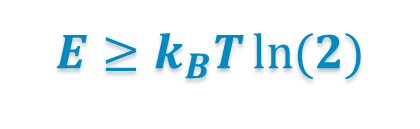 E ≥ k_B T ln(2)